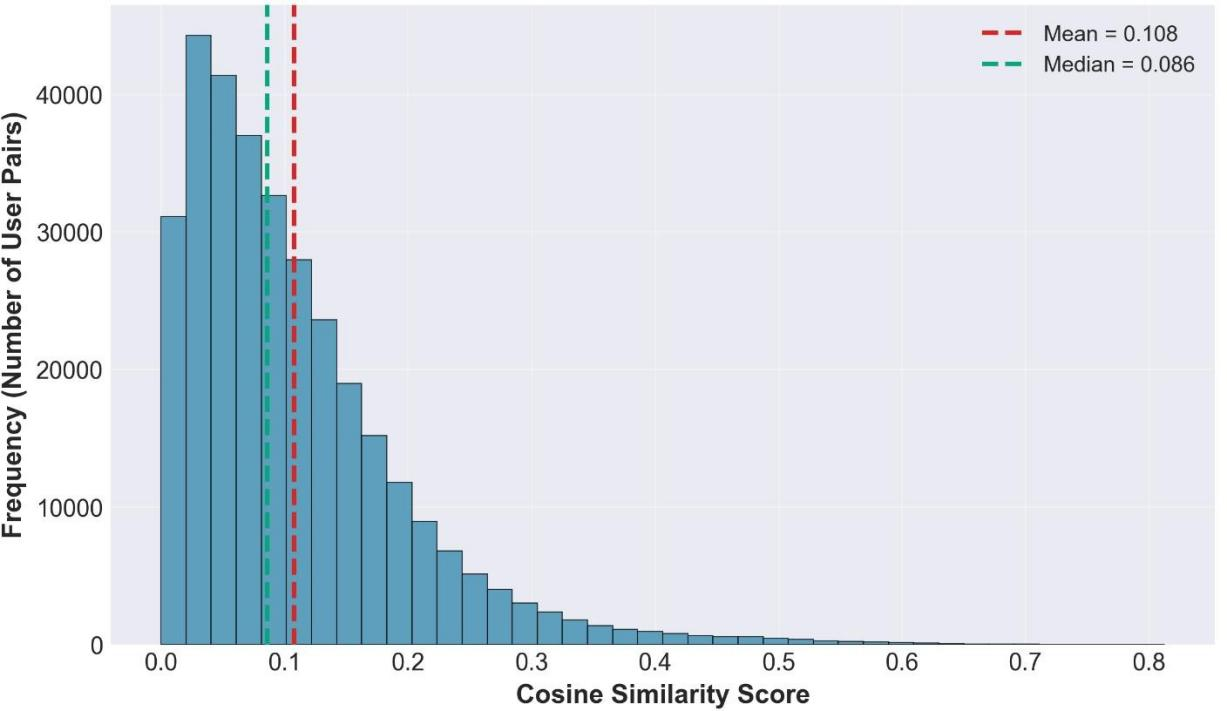 Mean = 0.108
Median = 0.086
Frequency (Number of User Pairs)
40000
30000
20000
10000
0
0.0 0.1 0.2 0.3 0.4 0.5 0.6 0.7 0.8
Cosine Similarity Score